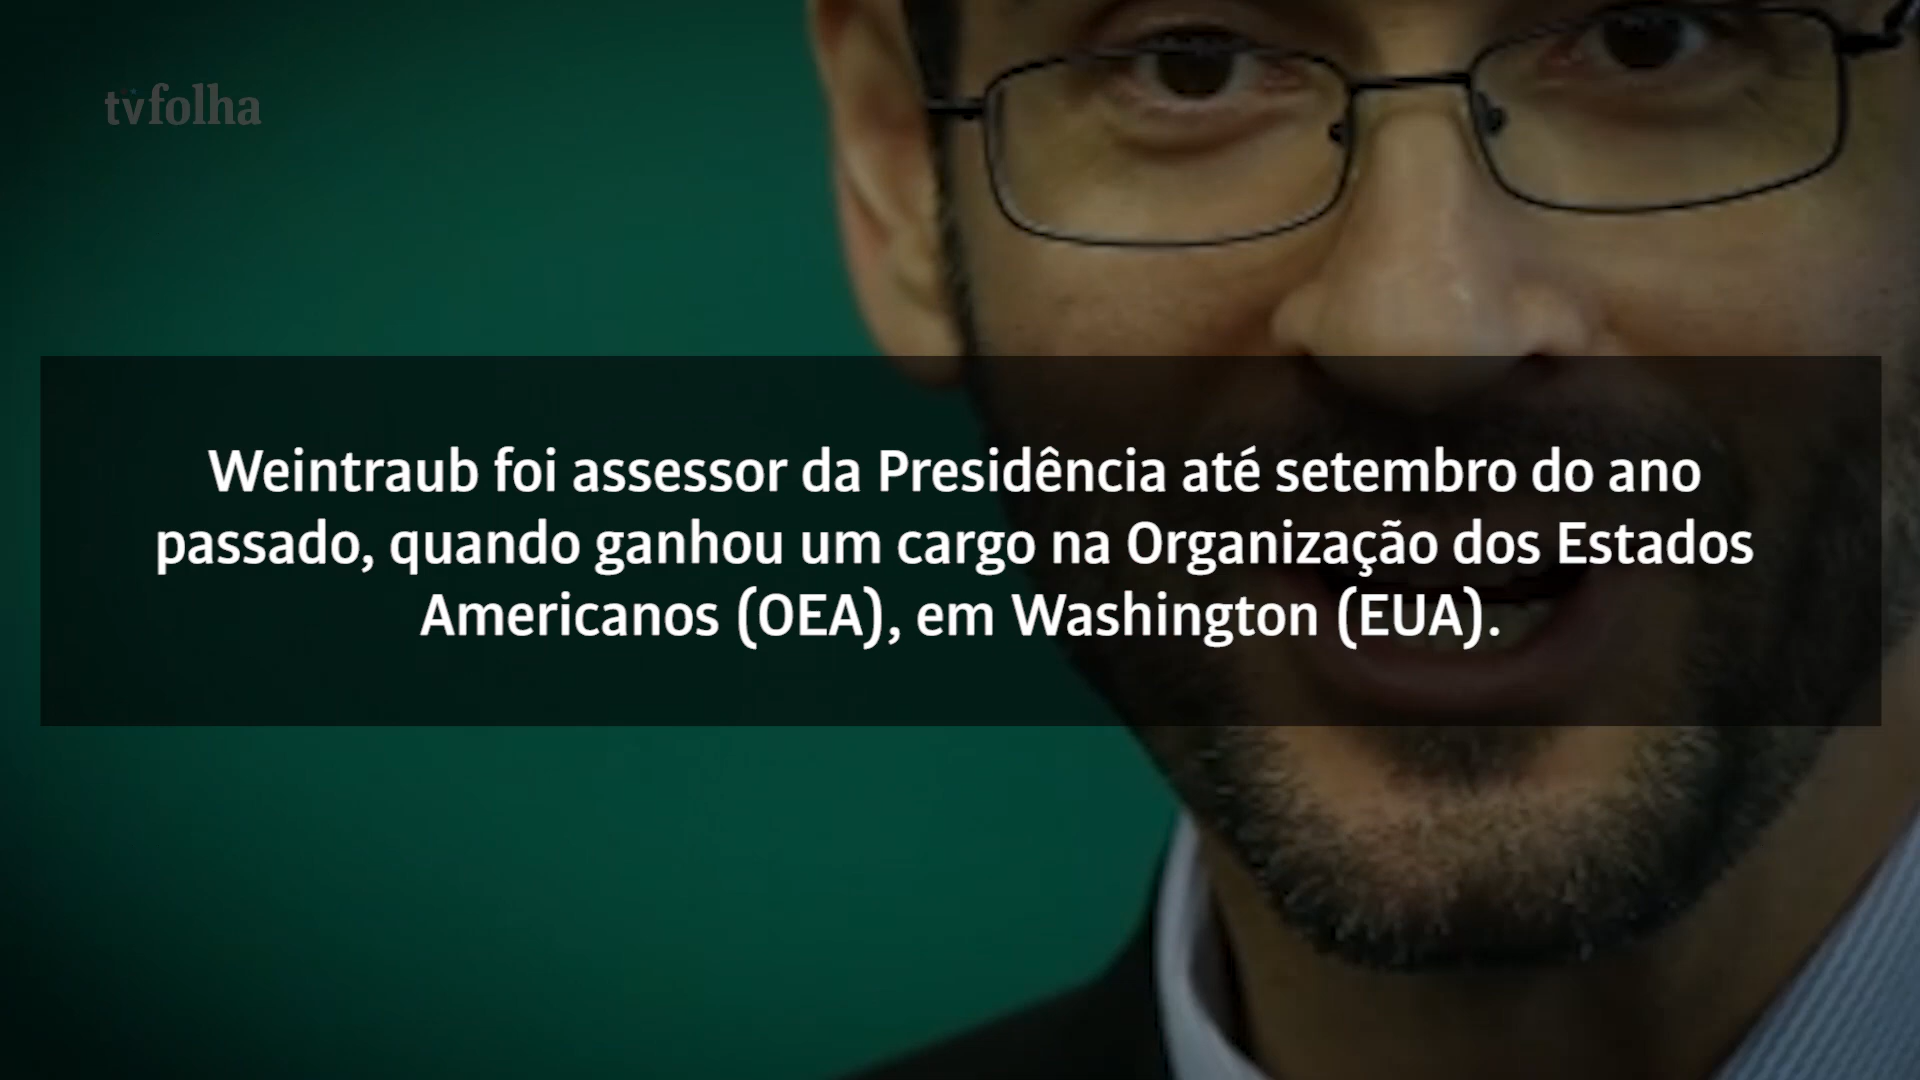 tvfolha
Weintraub foi assessor da Presidência até setembro do ano
passado, quando ganhou um cargo na Organização dos Estados
Americanos (OEA), em Washington (EUA).